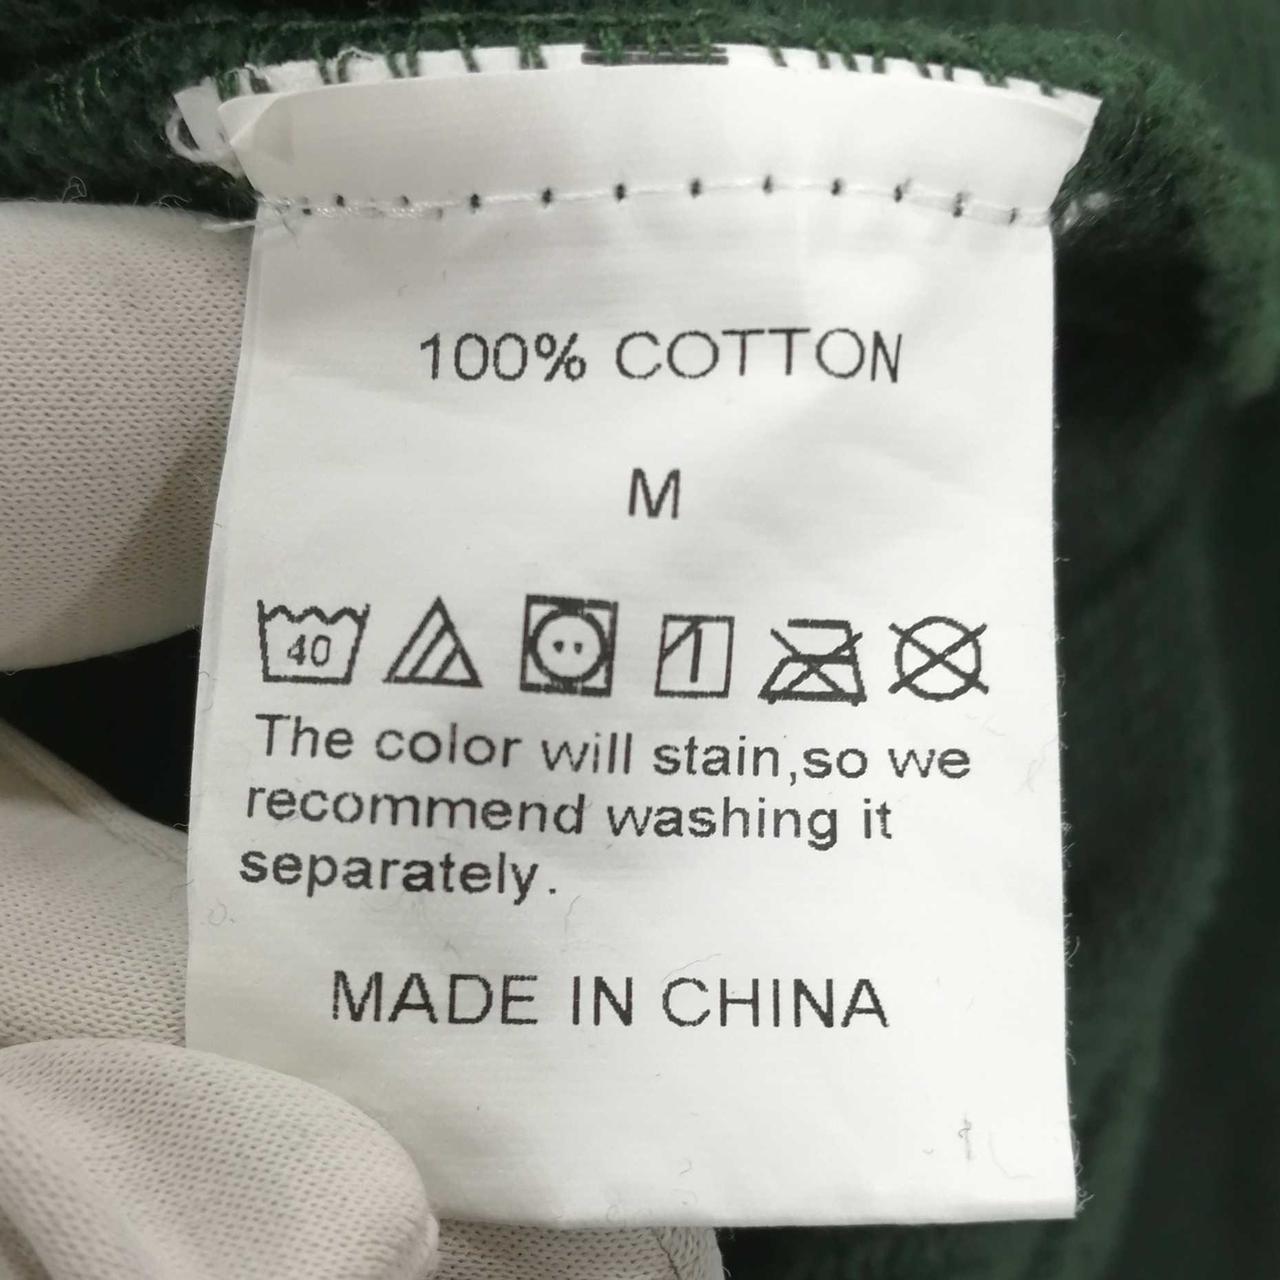 100% COTTON
M
40
The color will stain,so we
recommend washing it
separately.
MADE IN CHINA